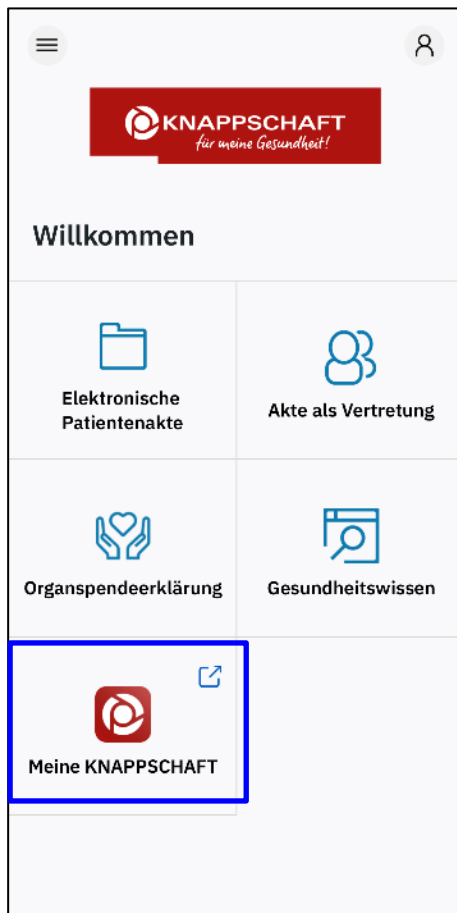 KNAPPSCHAFT
für meine Gesundheit!
Willkommen
Elektronische
Patientenakte
Akte als Vertretung
Organspendeerklärung
Gesundheitswissen
Meine KNAPPSCHAFT